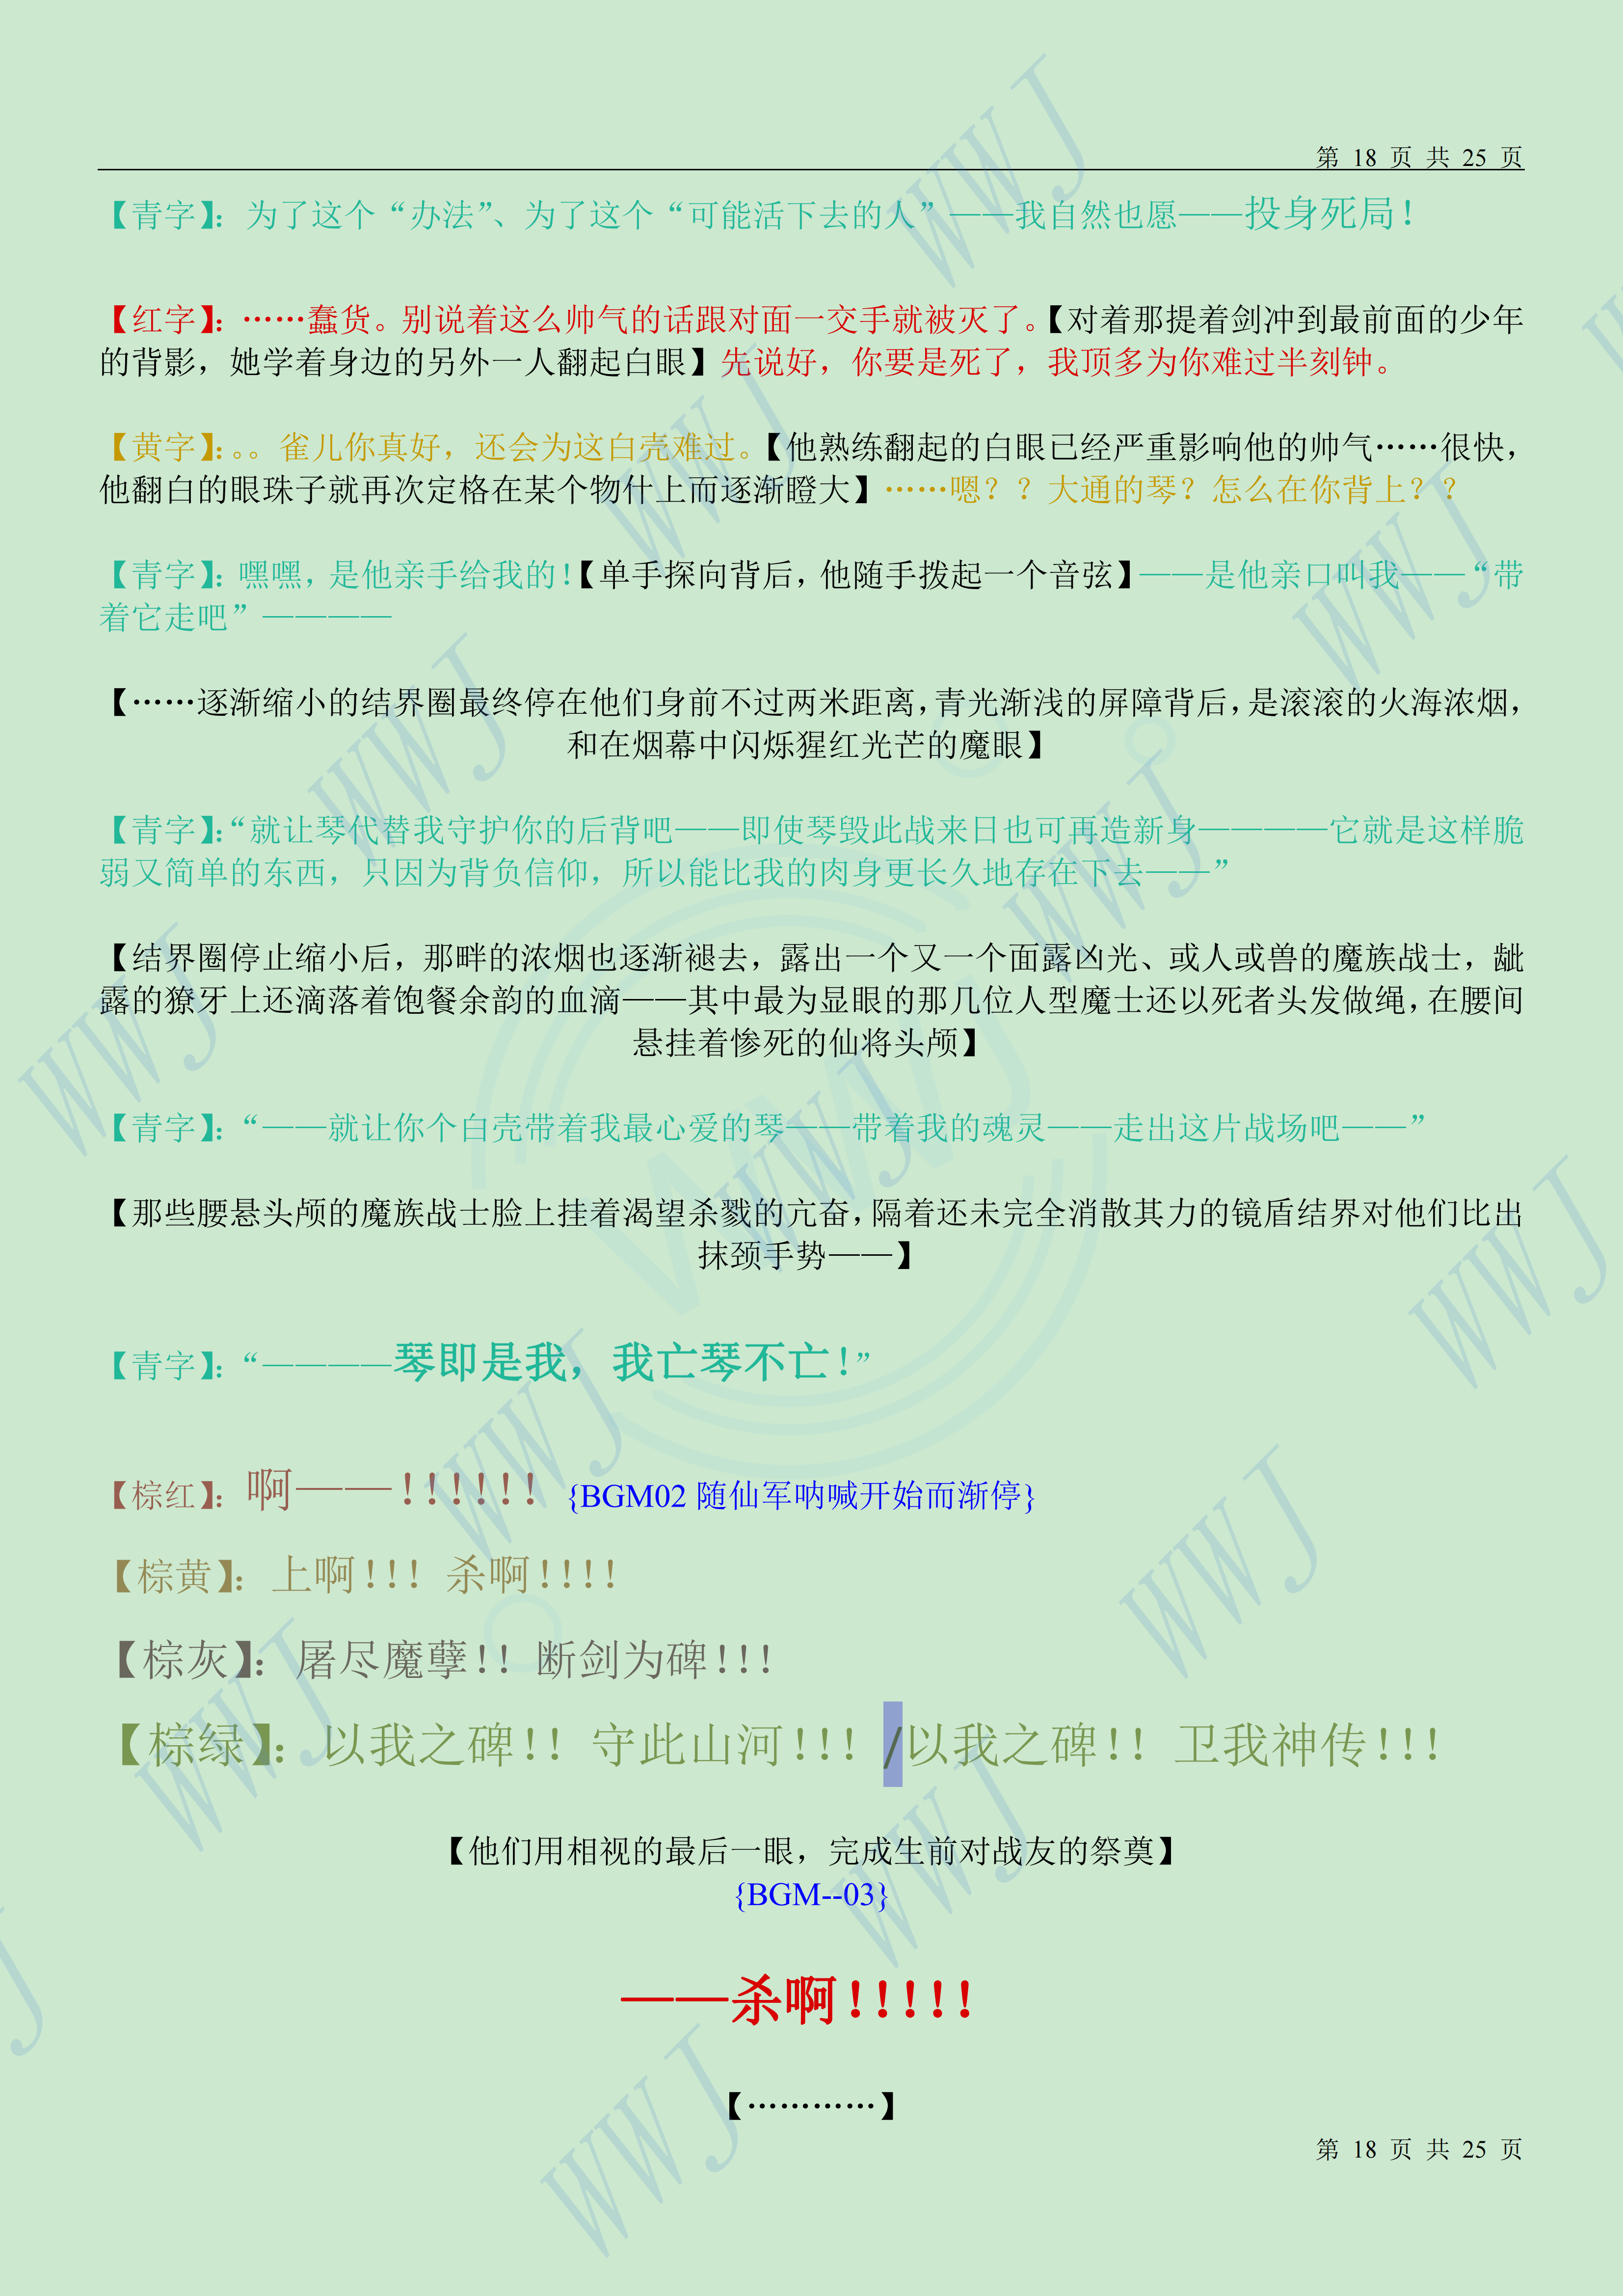 第 18 页 共 25 页
【青字】：为了这个“办法”、为了这个“可能活下去的人”——我自然也愿——投身死局！
【红字】：……蠢货。别说着这么帅气的话跟对面一交手就被灭了。【对着那提着剑冲到最前面的少年
的背影，她学着身边的另外一人翻起白眼】先说好，你要是死了，我顶多为你难过半刻钟。
【黄字】：。。雀儿你真好，还会为这白壳难过。【他熟练翻起的白眼已经严重影响他的帅气……很快，
他翻白的眼珠子就再次定格在某个物什上而逐渐瞪大】……嗯？？大通的琴？怎么在你背上？？
【青字】：嘿嘿，是他亲手给我的！【单手探向背后，他随手拨起一个音弦】——是他亲口叫我——“带
着它走吧”————
【……逐渐缩小的结界圈最终停在他们身前不过两米距离，青光渐浅的屏障背后，是滚滚的火海浓烟，
和在烟幕中闪烁猩红光芒的魔眼】
【青字】：“就让琴代替我守护你的后背吧——即使琴毁此战来日也可再造新身————它就是这样脆
弱又简单的东西，只因为背负信仰，所以能比我的肉身更长久地存在下去——”
【结界圈停止缩小后，那畔的浓烟也逐渐褪去，露出一个又一个面露凶光、或人或兽的魔族战士，龇
露的獠牙上还滴落着饱餐余韵的血滴——其中最为显眼的那几位人型魔士还以死者头发做绳，在腰间
悬挂着惨死的仙将头颅】
【青字】：“——就让你个白壳带着我最心爱的琴——带着我的魂灵——走出这片战场吧——”
【那些腰悬头颅的魔族战士脸上挂着渴望杀戮的亢奋，隔着还未完全消散其力的镜盾结界对他们比出
抹颈手势——】
【青字】：“————琴即是我，我亡琴不亡！”
【棕红】：啊——！！！！！！ {BGM02 随仙军呐喊开始而渐停}
【棕黄】：上啊！！！ 杀啊！！！！
【棕灰】：屠尽魔孽！！ 断剑为碑！！！
【棕绿】：以我之碑！！ 守此山河！！！ /以我之碑！！ 卫我神传！！！
【他们用相视的最后一眼，完成生前对战友的祭奠】
{BGM--03}
——杀啊！！！！！
【…………】
第 18 页 共 25 页